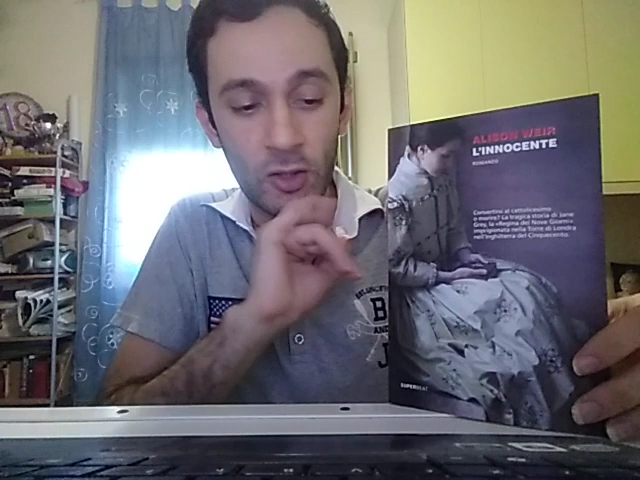 18
ALISON WEIR
L'INNOCENTE
ROMANZO
Convertirsi al cattolicesimo
o morire? La tragica storia di Jane
Grey, la «Regina dei Nove Giorni»
imprigionata nella Torre di Londra
nell'Inghilterra del Cinquecento.
SUPERBEAT